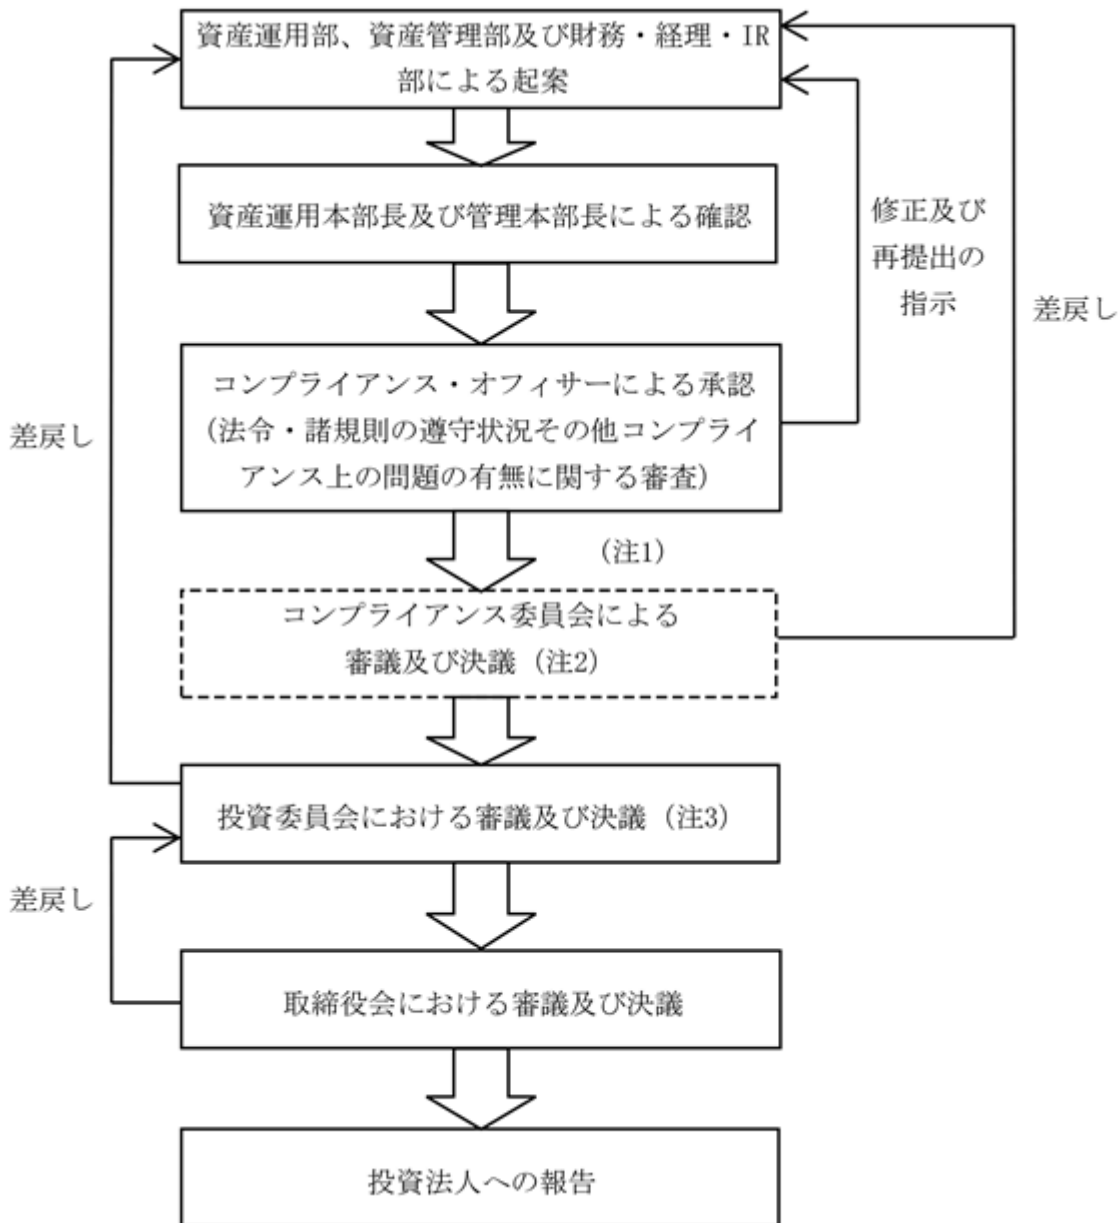 資産運用部、資産管理部及び財務・経理・IR
部による起案
資産運用本部長及び管理本部長による確認
修正及び
再提出の
指示
差戻し
コンプライアンス・オフィサーによる承認
(法令・諸規則の遵守状況その他コンプライ
アンス上の問題の有無に関する審査)
差戻し
(注1)
コンプライアンス委員会による
審議及び決議(注2)
投資委員会における審議及び決議(注3)
差戻し
取締役会における審議及び決議
投資法人への報告